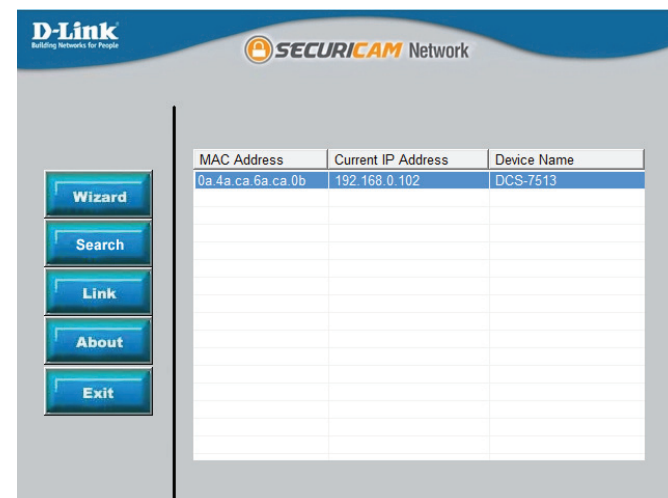 D-Link
Building Networks for People
SECURICAM Network
MAC Address Current IP Address Device Name
0a.4a.ca.6a.ca.0b 192.168.0.102 DCS-7513
Wizard
Search
Link
About
Exit